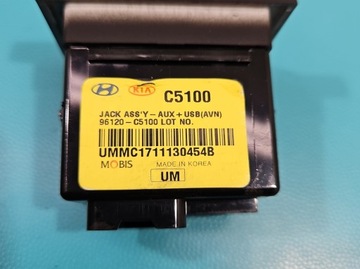 KIA C5100
JACK ASS'Y - AUX + USB(AVN)
96120 - C5100 LOT NO.
UMMC1711130454B
MOBIS MADE IN KOREA
UM